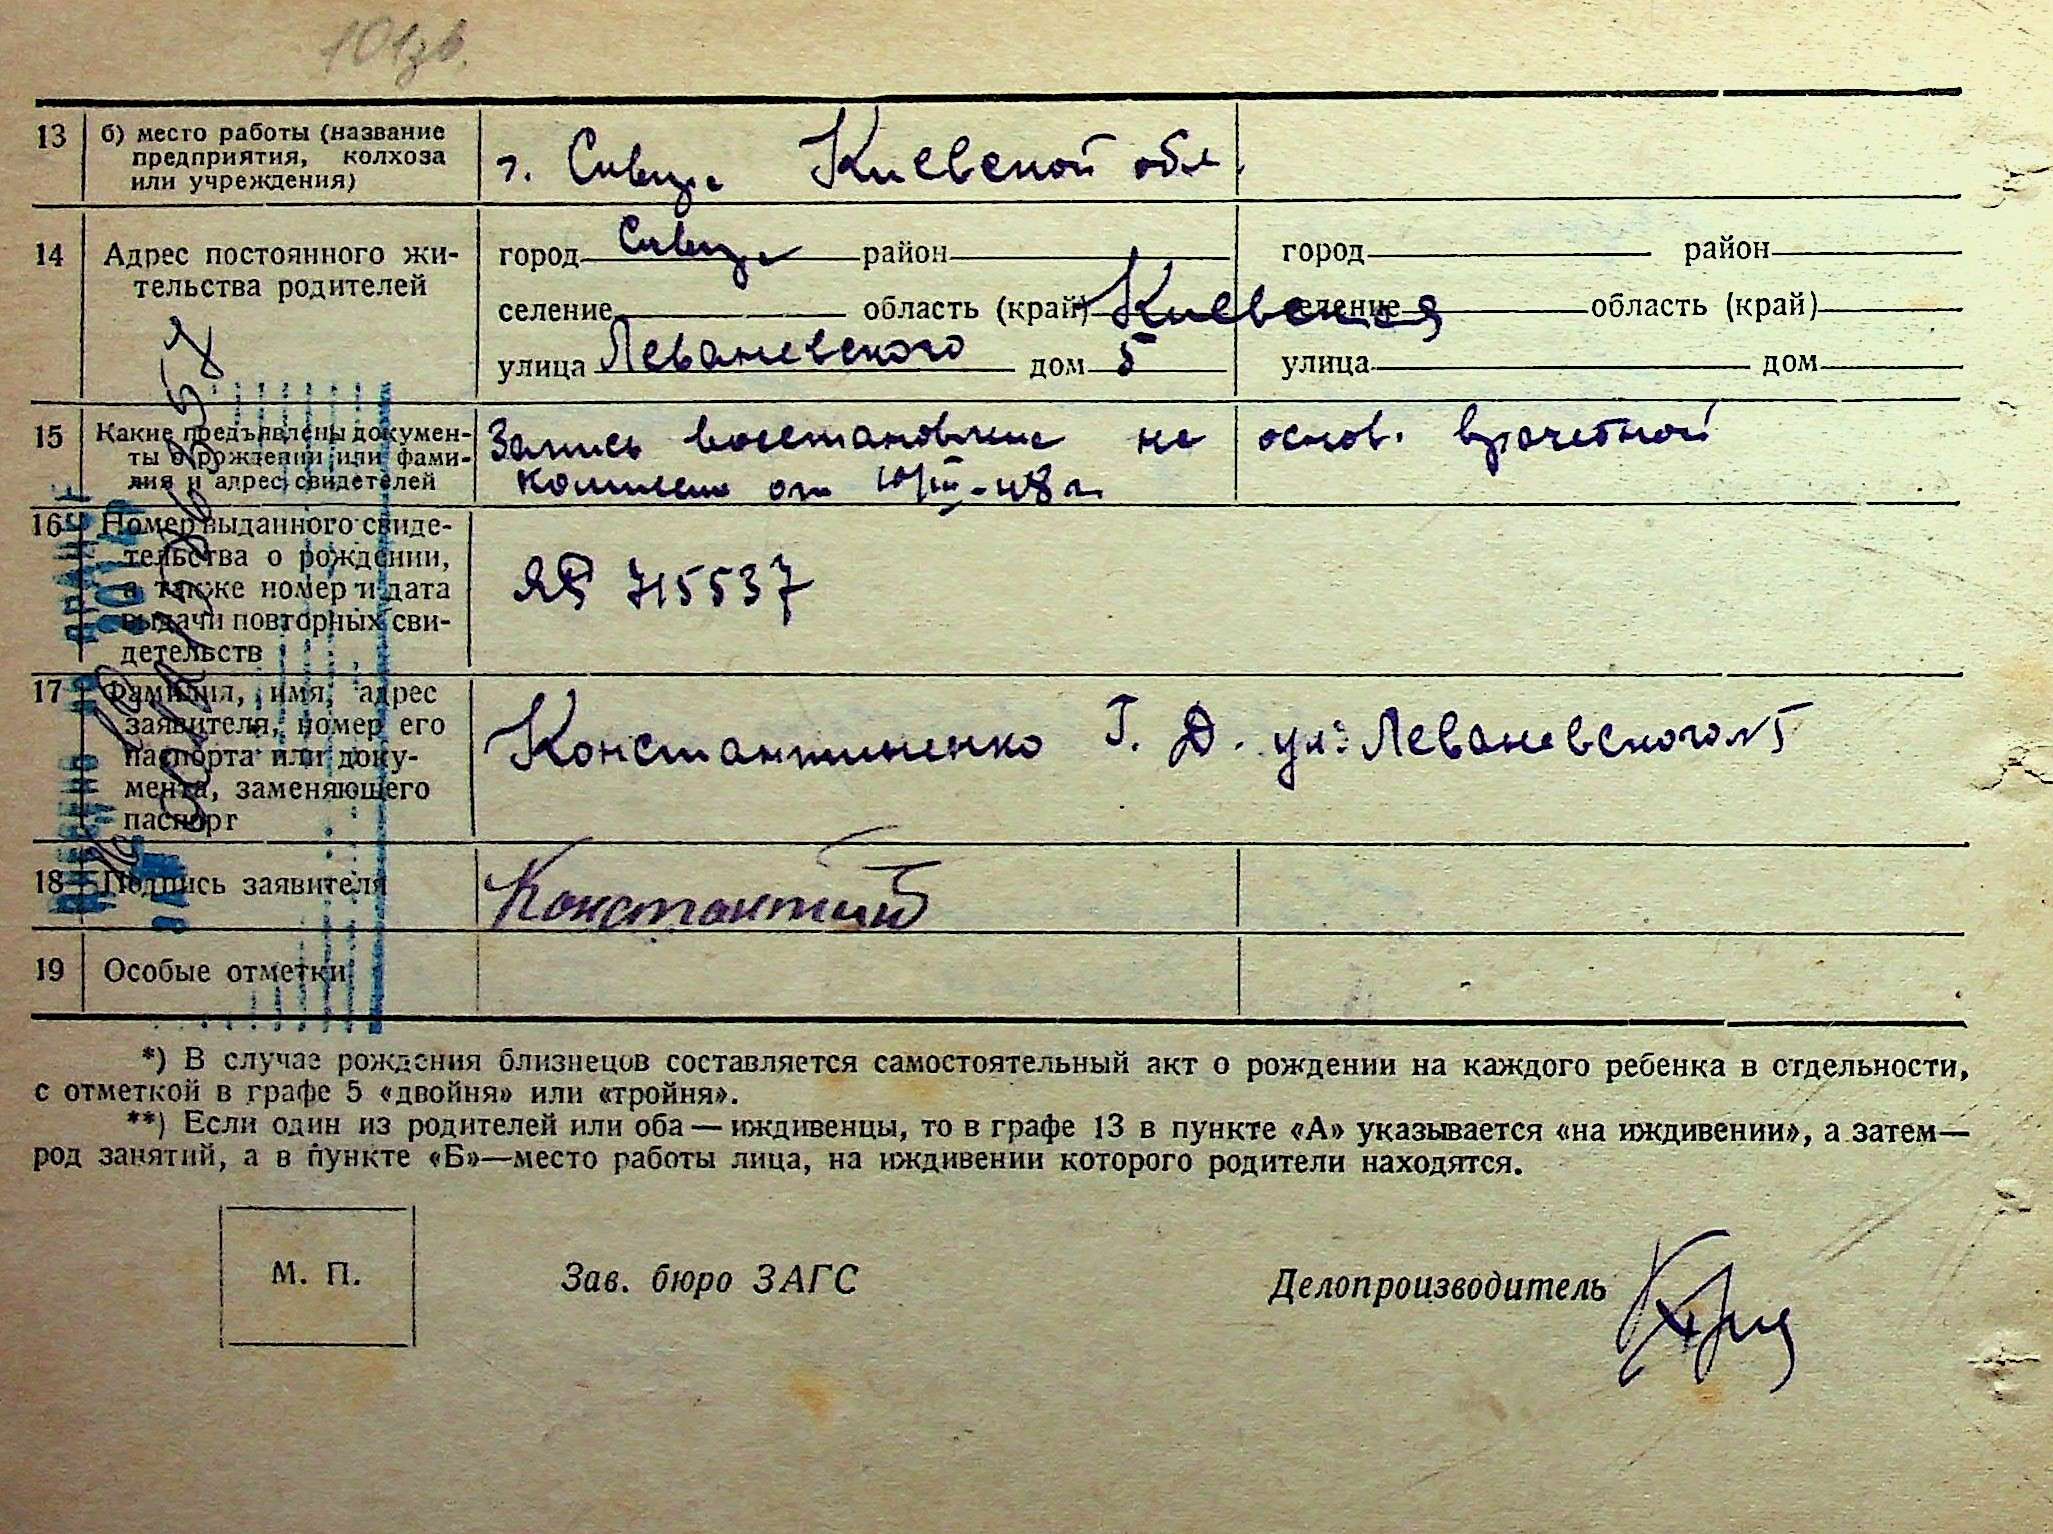 101зв.
13 б) место работы (название предприятия, колхоза или учреждения) г. Сквира Киевской обл.
14 Адрес постоянного жительства родителей
город Сквира район город район
селение область (край) Киевская селение область (край)
улица Леваневского дом 5 улица дом
15 Какие предъявлены документы о рождении или фамилия и адрес свидетелей
Запись восстановлена на основ. врачебной
комиссии от
16 Номер выданного свидетельства о рождении, а также номер и дата выдачи повторных свидетельств
ЯБ 715537
17 Фамилия, имя, адрес заявителя, номер его паспорта или документа, заменяющего паспорт
Константиненко Г. Д. ул. Леваневского № 5
18 Подпись заявителя
19 Особые отметки
*) В случае рождения близнецов составляется самостоятельный акт о рождении на каждого ребенка в отдельности,
с отметкой в графе 5 «двойня» или «тройня».
**) Если один из родителей или оба — иждивенцы, то в графе 13 в пункте «А» указывается «на иждивении», а затем—
род занятий, а в пункте «Б»—место работы лица, на иждивении которого родители находятся.
М. П.
Зав. бюро ЗАГС Делопроизводитель